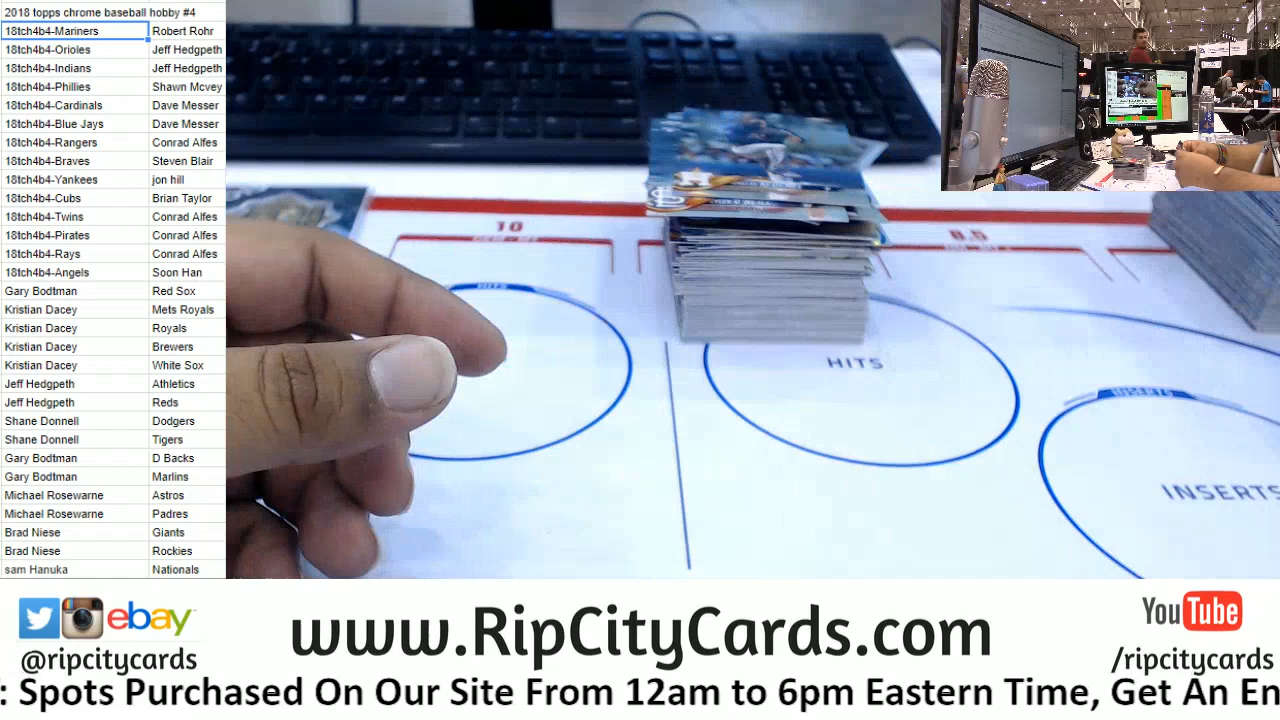 2018 topps chrome baseball hobby #4
18tch4b4-Mariners Robert Rohr
18tch4b4-Orioles Jeff Hedgpeth
18tch4b4-Indians Jeff Hedgpeth
18tch4b4-Phillies Shawn Mcvey
18tch4b4-Cardinals Dave Messer
18tch4b4-Blue Jays Dave Messer
18tch4b4-Rangers Conrad Alfes
18tch4b4-Braves Steven Blair
18tch4b4-Yankees jon hill
18tch4b4-Cubs Brian Taylor
18tch4b4-Twins Conrad Alfes
18tch4b4-Pirates Conrad Alfes
18tch4b4-Rays Conrad Alfes
18tch4b4-Angels Soon Han
Gary Bodtman Red Sox
Kristian Dacey Mets Royals
Kristian Dacey Royals
Kristian Dacey Brewers
Kristian Dacey White Sox
Jeff Hedgpeth Athletics
Jeff Hedgpeth Reds
Shane Donnell Dodgers
Shane Donnell Tigers
Gary Bodtman D Backs
Gary Bodtman Marlins
Michael Rosewarne Astros
Michael Rosewarne Padres
Brad Niese Giants
Brad Niese Rockies
sam Hanuka Nationals
10
9.5
HITS
HITS
INSERTS
INSERTS
ebay
@ripcitycards
www.RipCityCards.com
YouTube
/ripcitycards
: Spots Purchased On Our Site From 12am to 6pm Eastern Time, Get An En